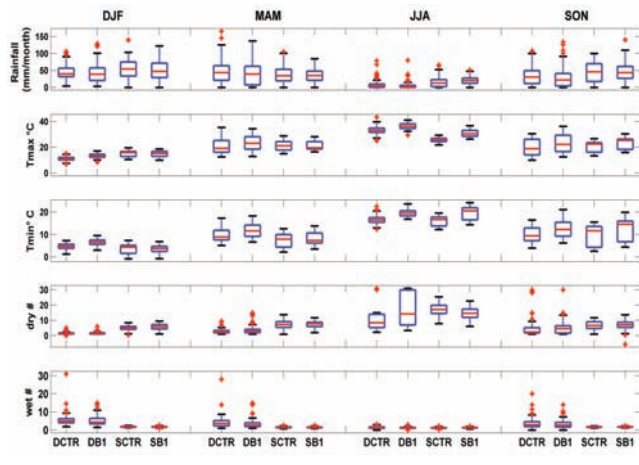 DJF MAM JJA SON
Rainfall (mm/month)
150
100
50
0
Tmax °C
40
20
0
Tmin° C
20
10
0
dry #
30
20
10
0
wet #
30
20
10
0
DCTR DB1 SCTR SB1 DCTR DB1 SCTR SB1 DCTR DB1 SCTR SB1 DCTR DB1 SCTR SB1